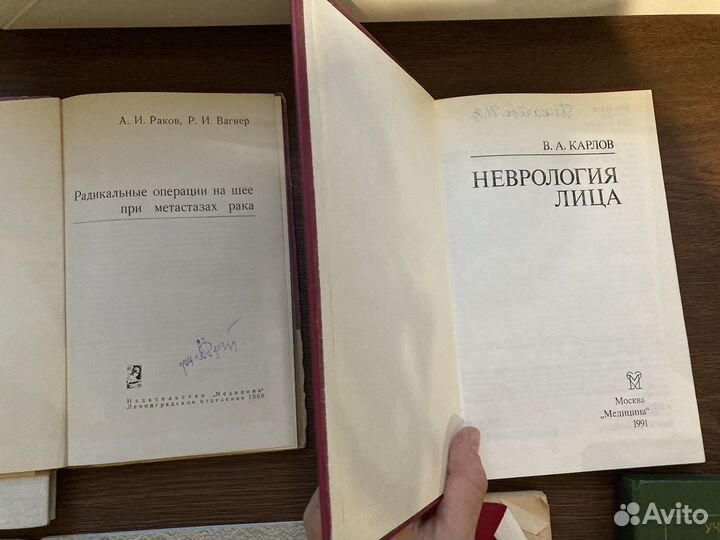 А. И. Раков, Р. И. Вагнер
Радикальные операции на шее
при метастазах рака
Издательство „Медицина"
Ленинградское отделение 1969
В. А. КАРЛОВ
НЕВРОЛОГИЯ
ЛИЦА
Москва
„Медицина"
1991
УЧ
Avito